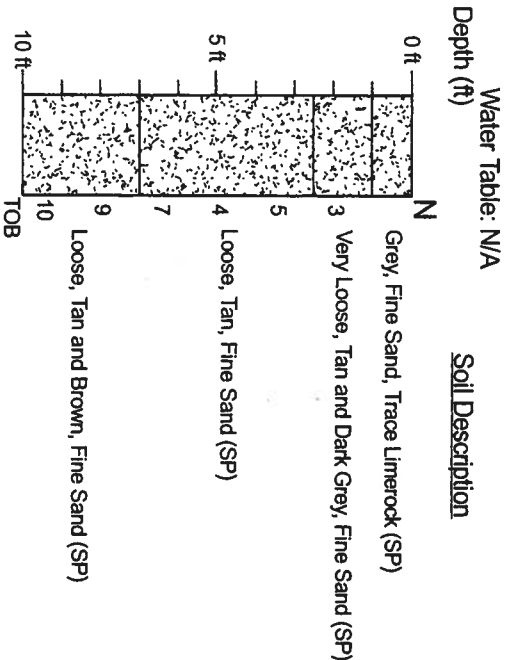 Water Table: N/A
Depth (ft)
Soil Description
0 ft
N
Grey, Fine Sand, Trace Limerock (SP)
3
Very Loose, Tan and Dark Grey, Fine Sand (SP)
5
5 ft
4
Loose, Tan, Fine Sand (SP)
7
9
Loose, Tan and Brown, Fine Sand (SP)
10 ft
10
TOB